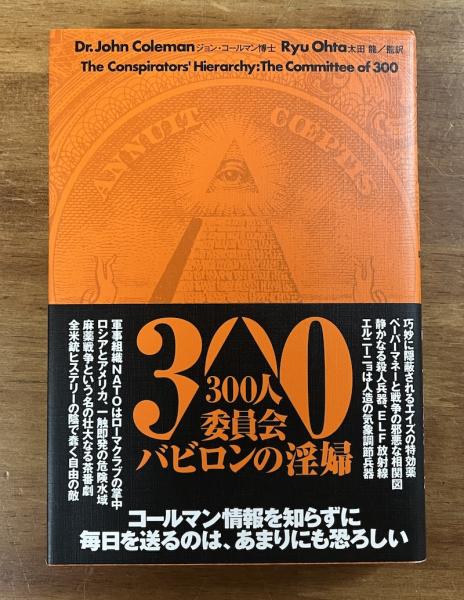 Dr.John Coleman ジョン・コールマン博士 Ryu Ohta 太田 龍/監訳
The Conspirators' Hierarchy:The Committee of 300
ANNUIT CŒPTIS
300
300人
委員会
バビロンの淫婦
巧妙に隠蔽されるエイズの特効薬
ペーパーマネーと戦争の邪悪な相関図
静かなる殺人兵器、ELF放射線
エルニーニョは人造の気象調節兵器
軍事組織NATOはローマクラブの掌中
ロシアとアメリカ、一触即発の危険水域
麻薬戦争という名の壮大なる茶番劇
全米銃ヒステリーの陰で蠢く自由の敵
コールマン情報を知らずに
毎日を送るのは、あまりにも恐ろしい